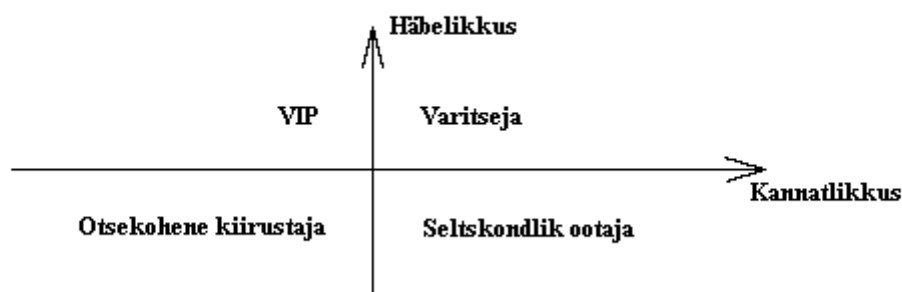 Häbelikkus
VIP
Varitseja
Kannatlikkus
Otsekohene kiirustaja
Seltskondlik ootaja